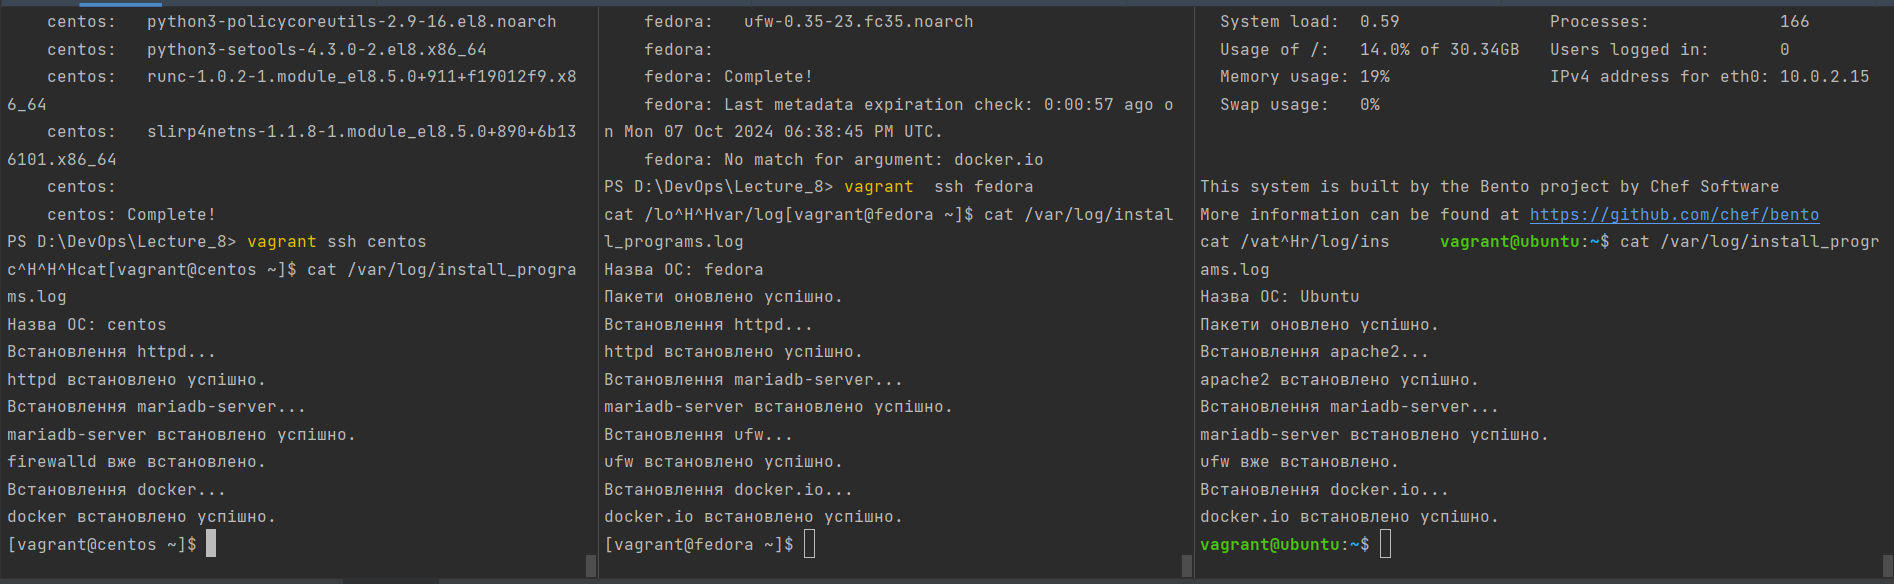 centos:   python3-policycoreutils-2.9-16.el8.noarch
centos:   python3-setools-4.3.0-2.el8.x86_64
centos:   runc-1.0.2-1.module_el8.5.0+911+f19012f9.x8
6_64
centos:   slirp4netns-1.1.8-1.module_el8.5.0+890+6b13
6101.x86_64
centos:
centos: Complete!
PS D:\DevOps\Lecture_8> vagrant ssh centos
c^H^H^Hcat[vagrant@centos ~]$ cat /var/log/install_progra
ms.log
Назва ОС: centos
Встановлення httpd...
httpd встановлено успішно.
Встановлення mariadb-server...
mariadb-server встановлено успішно.
firewalld вже встановлено.
Встановлення docker...
docker встановлено успішно.
[vagrant@centos ~]$
fedora:   ufw-0.35-23.fc35.noarch
fedora:
fedora: Complete!
fedora: Last metadata expiration check: 0:00:57 ago o
n Mon 07 Oct 2024 06:38:45 PM UTC.
fedora: No match for argument: docker.io
PS D:\DevOps\Lecture_8> vagrant  ssh fedora
cat /lo^H^Hvar/log[vagrant@fedora ~]$ cat /var/log/instal
l_programs.log
Назва ОС: fedora
Пакети оновлено успішно.
Встановлення httpd...
httpd встановлено успішно.
Встановлення mariadb-server...
mariadb-server встановлено успішно.
Встановлення ufw...
ufw встановлено успішно.
Встановлення docker.io...
docker.io встановлено успішно.
[vagrant@fedora ~]$
System load:  0.59               Processes:             166
Usage of /:   14.0% of 30.34GB   Users logged in:       0
Memory usage: 19%                IPv4 address for eth0: 10.0.2.15
Swap usage:   0%
This system is built by the Bento project by Chef Software
More information can be found at https://github.com/chef/bento
cat /vat^Hr/log/ins     vagrant@ubuntu:~$ cat /var/log/install_progr
ams.log
Назва ОС: Ubuntu
Пакети оновлено успішно.
Встановлення apache2...
apache2 встановлено успішно.
Встановлення mariadb-server...
mariadb-server встановлено успішно.
ufw вже встановлено.
Встановлення docker.io...
docker.io встановлено успішно.
vagrant@ubuntu:~$